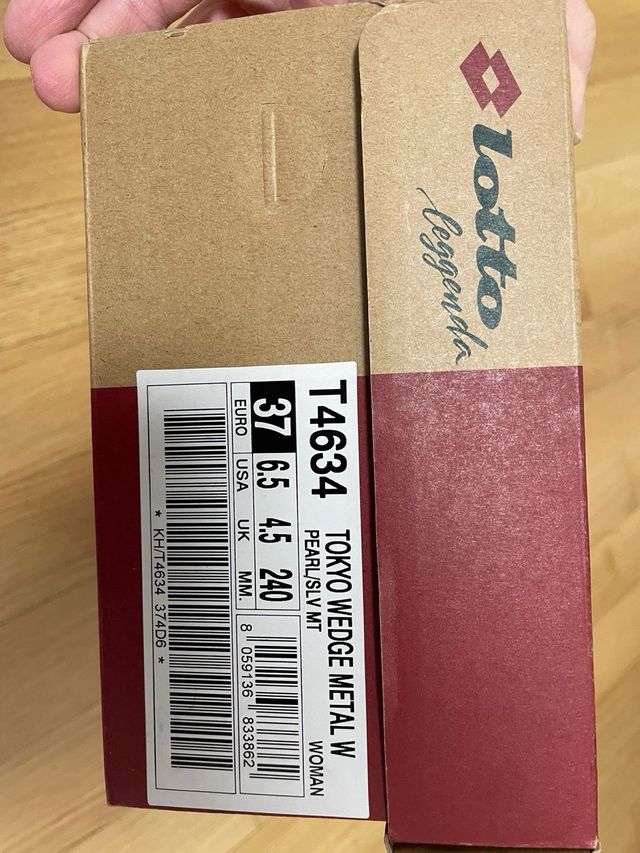 lotto
leggenda
T4634 TOKYO WEDGE METAL W
PEARL/SLV MT WOMAN
37 6.5 4.5 240
EURO USA UK MM.
8 059136 833862
* KH/T4634 374D6 *